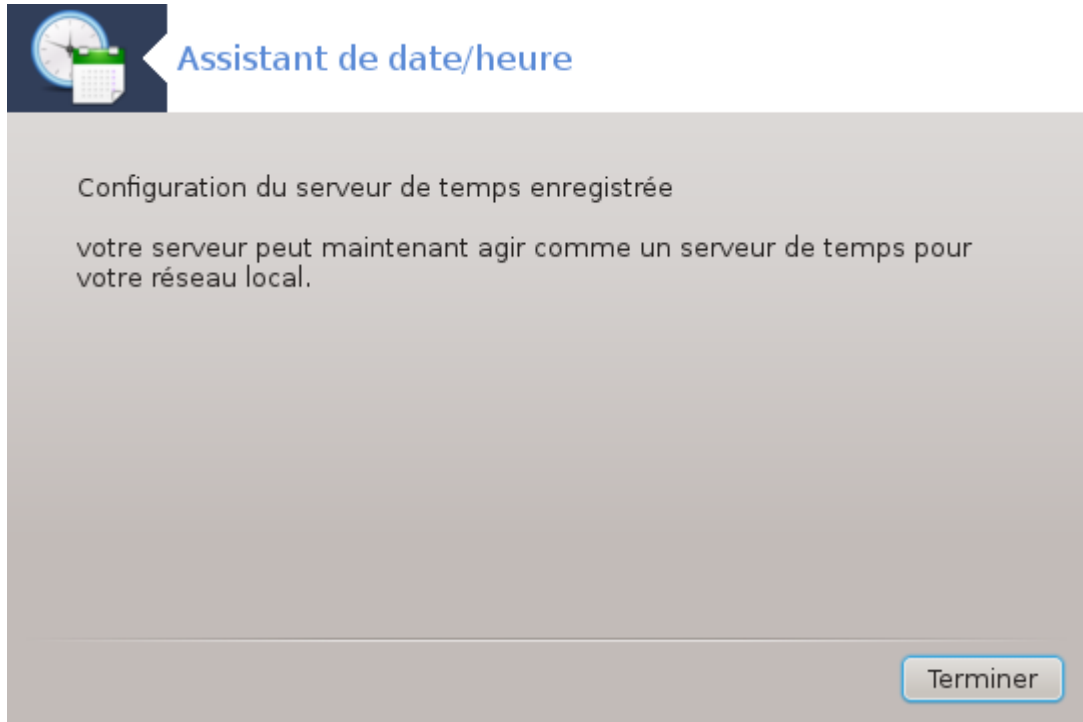 Assistant de date/heure
Configuration du serveur de temps enregistrée
votre serveur peut maintenant agir comme un serveur de temps pour
votre réseau local.
Terminer